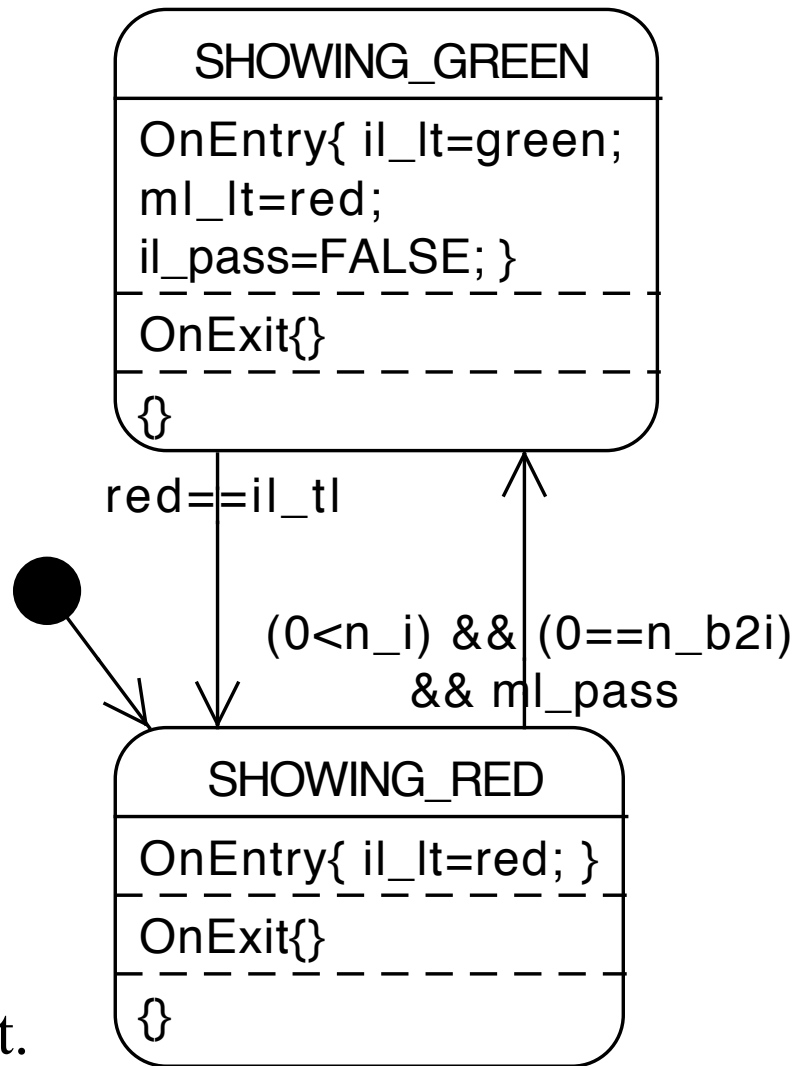 SHOWING_GREEN
OnEntry{ il_lt=green;
ml_lt=red;
il_pass=FALSE; }
OnExit{}
{}
red==il_tl
(0<n_i) && (0==n_b2i)
&& ml_pass
SHOWING_RED
OnEntry{ il_lt=red; }
OnExit{}
{}
t.